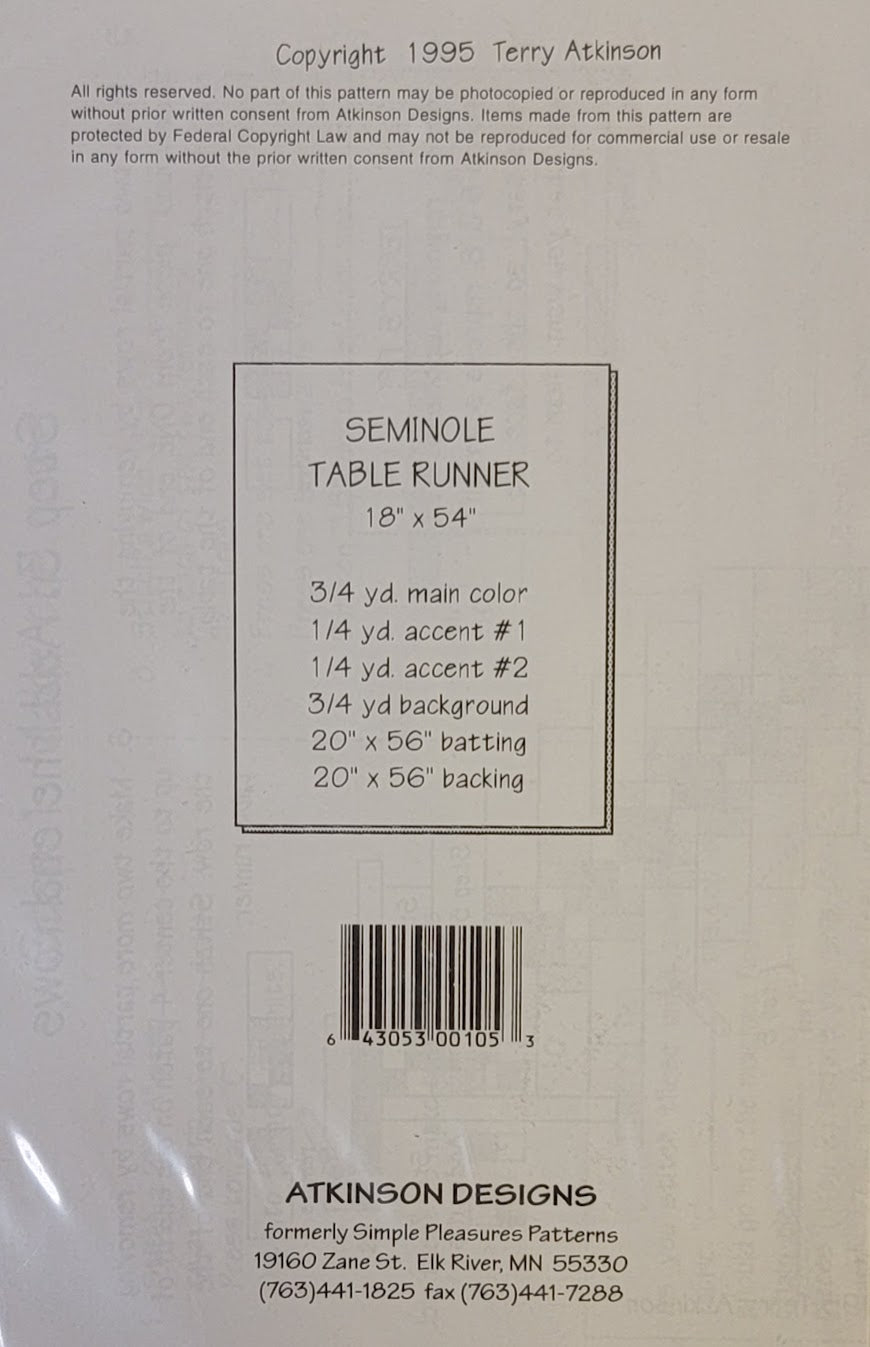 Copyright 1995 Terry Atkinson
All rights reserved. No part of this pattern may be photocopied or reproduced in any form
without prior written consent from Atkinson Designs. Items made from this pattern are
protected by Federal Copyright Law and may not be reproduced for commercial use or resale
in any form without the prior written consent from Atkinson Designs.
SEMINOLE
TABLE RUNNER
18" x 54"
3/4 yd. main color
1/4 yd. accent #1
1/4 yd. accent #2
3/4 yd background
20" x 56" batting
20" x 56" backing
6 43053 00105 3
ATKINSON DESIGNS
formerly Simple Pleasures Patterns
19160 Zane St. Elk River, MN 55330
(763)441-1825 fax (763)441-7288